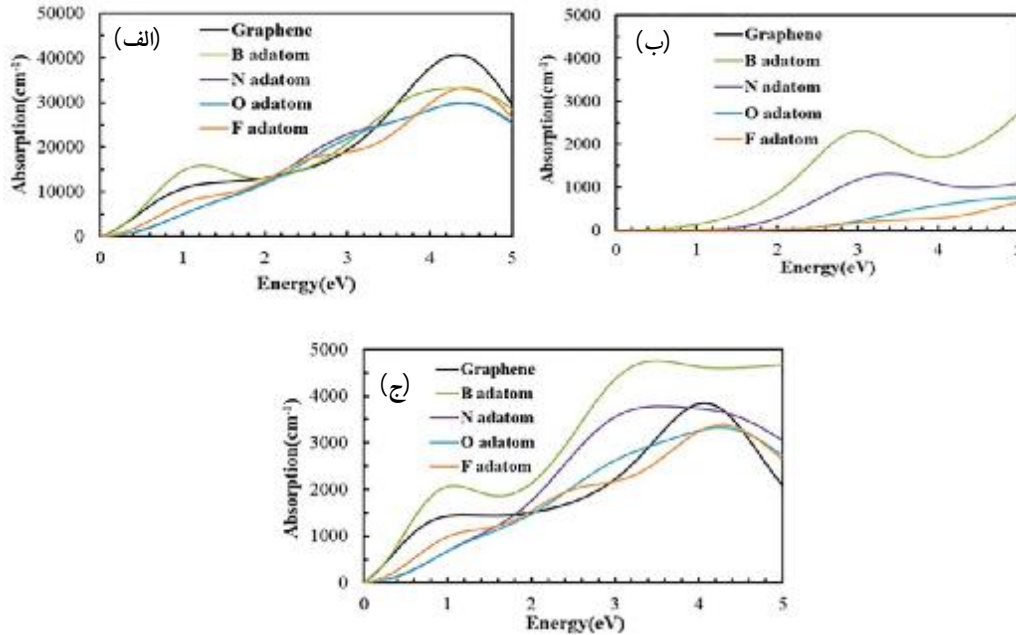 (الف)
Absorption(cm⁻¹)
50000
40000
30000
20000
10000
0
Graphene
B adatom
N adatom
O adatom
F adatom
0 1 2 3 4 5
Energy(eV)
(ب)
Absorption(cm⁻¹)
5000
4000
3000
2000
1000
0
Graphene
B adatom
N adatom
O adatom
F adatom
0 1 2 3 4 5
Energy(eV)
(ج)
Absorption(cm⁻¹)
5000
4000
3000
2000
1000
0
Graphene
B adatom
N adatom
O adatom
F adatom
0 1 2 3 4 5
Energy(eV)